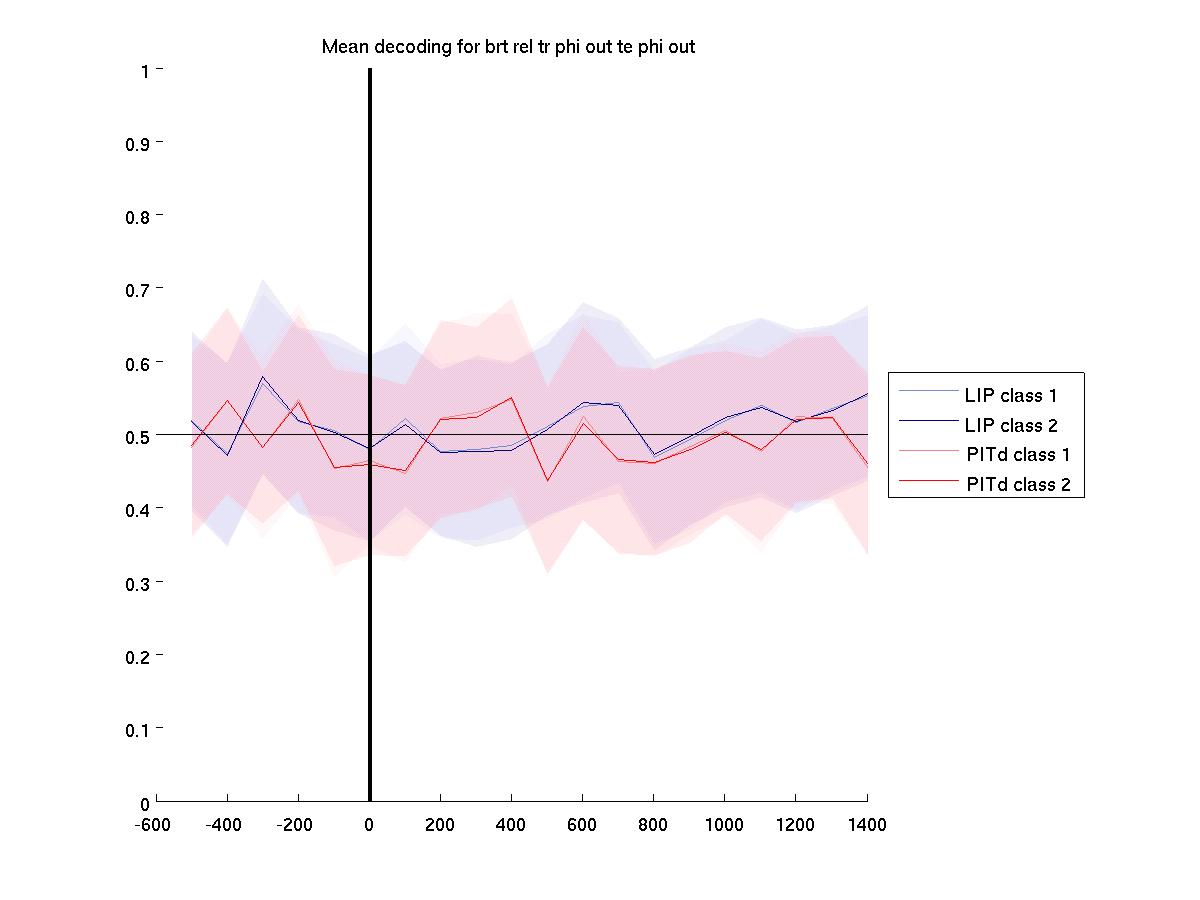 Mean decoding for brt rel tr phi out te phi out
1
0.9
0.8
0.7
0.6
0.5
0.4
0.3
0.2
0.1
0
-600 -400 -200 0 200 400 600 800 1000 1200 1400
LIP class 1
LIP class 2
PITd class 1
PITd class 2